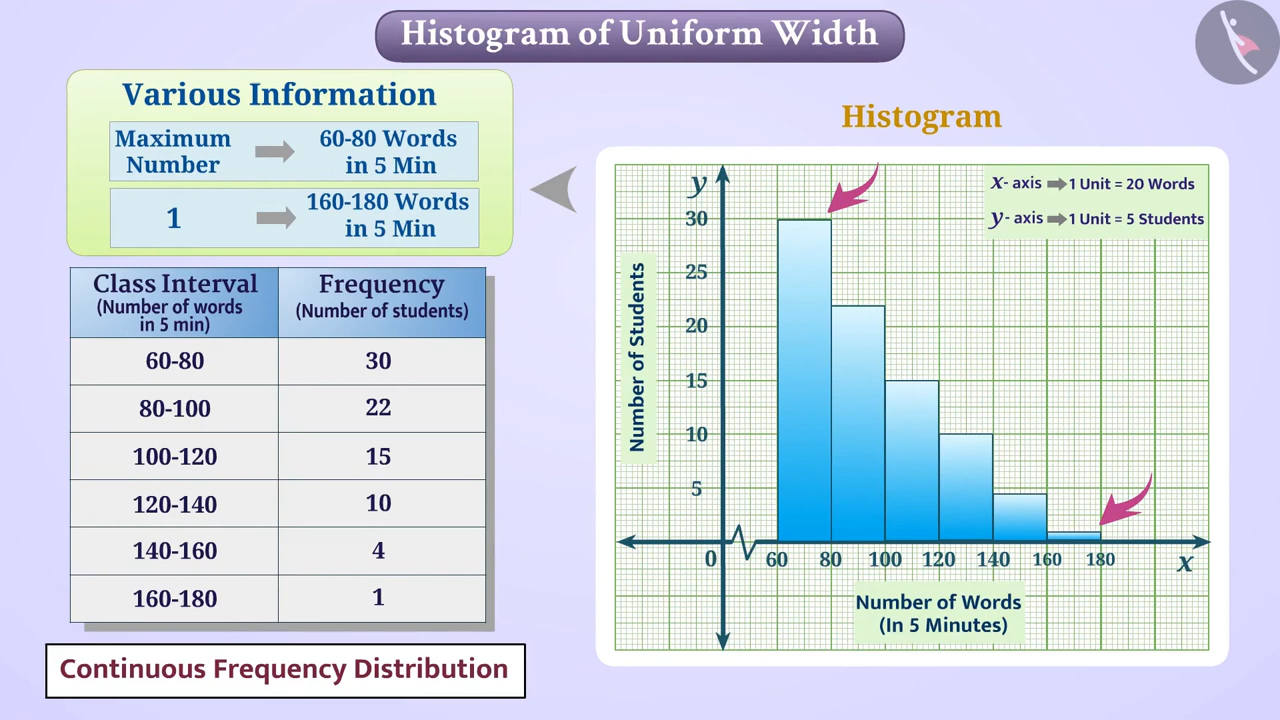 Histogram of Uniform Width
Various Information
Maximum
Number
60-80 Words
in 5 Min
1
160-180 Words
in 5 Min
Class Interval
(Number of words
in 5 min)
Frequency
(Number of students)
60-80 30
80-100 22
100-120 15
120-140 10
140-160 4
160-180 1
Continuous Frequency Distribution
Histogram
x- axis 1 Unit = 20 Words
y- axis 1 Unit = 5 Students
y
30
25
20
15
10
5
Number of Students
0 60 80 100 120 140 160 180 x
Number of Words
(In 5 Minutes)